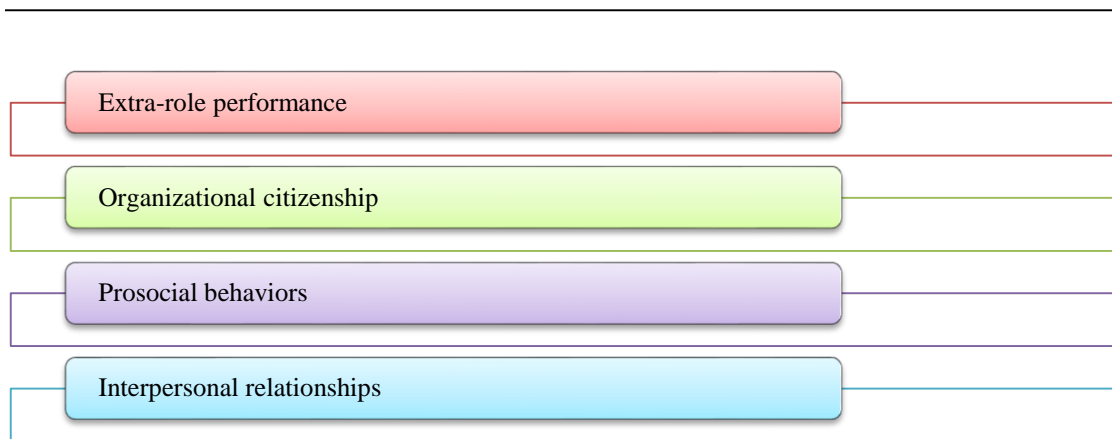 Extra-role performance
Organizational citizenship
Prosocial behaviors
Interpersonal relationships